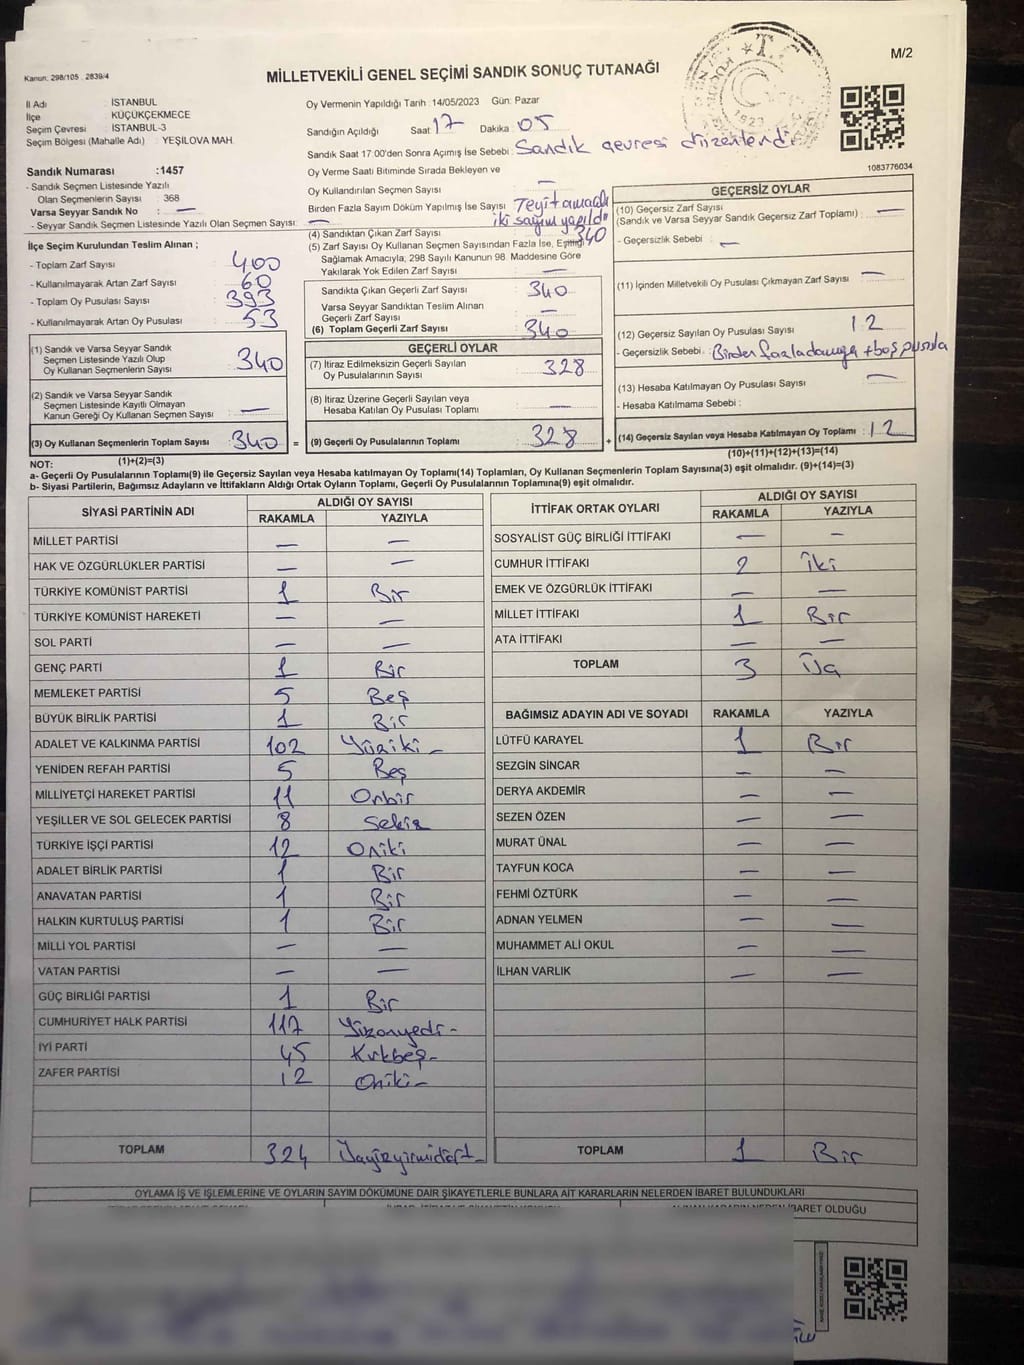 Kanun: 298/105 . 2839/4
MİLLETVEKİLİ GENEL SEÇİMİ SANDIK SONUÇ TUTANAĞI
M/2
İl Adı : İSTANBUL
İlçe : KÜÇÜKÇEKMECE
Seçim Çevresi : İSTANBUL-3
Seçim Bölgesi (Mahalle Adı) : YEŞİLOVA MAH.
Oy Vermenin Yapıldığı Tarih :14/05/2023 Gün: Pazar
Sandığın Açıldığı Saat: 17 Dakika : 05
Sandık Saat 17:00'den Sonra Açımış İse Sebebi : Sandık çevresi düzenlendi.
1083776034
Sandık Numarası :1457
- Sandık Seçmen Listesinde Yazılı
Olan Seçmenlerin Sayısı : 368
Varsa Seyyar Sandık No : —
- Seyyar Sandık Seçmen Listesinde Yazılı Olan Seçmen Sayısı: —
Oy Verme Saati Bitiminde Sırada Bekleyen ve
Oy Kullandırılan Seçmen Sayısı : —
Birden Fazla Sayım Döküm Yapılmış İse Sayısı : Teyit amaçlı
iki sayım yapıldı
(4) Sandıktan Çıkan Zarf Sayısı : 340
(5) Zarf Sayısı Oy Kullanan Seçmen Sayısından Fazla İse, Eşitliği
Sağlamak Amacıyla, 298 Sayılı Kanunun 98. Maddesine Göre
Yakılarak Yok Edilen Zarf Sayısı : —
İlçe Seçim Kurulundan Teslim Alınan ;
- Toplam Zarf Sayısı : 400
- Kullanılmayarak Artan Zarf Sayısı : 60
- Toplam Oy Pusulası Sayısı : 393
- Kullanılmayarak Artan Oy Pusulası : 53
Sandıkta Çıkan Geçerli Zarf Sayısı : 340
Varsa Seyyar Sandıktan Teslim Alınan
Geçerli Zarf Sayısı : —
(6) Toplam Geçerli Zarf Sayısı : 340
GEÇERSİZ OYLAR
(10) Geçersiz Zarf Sayısı
(Sandık ve Varsa Seyyar Sandık Geçersiz Zarf Toplamı) : —
- Geçersizlik Sebebi : —
(11) İçinden Milletvekili Oy Pusulası Çıkmayan Zarf Sayısı : —
(12) Geçersiz Sayılan Oy Pusulası Sayısı : 12
- Geçersizlik Sebebi : Birden fazla damga + boş pusula
(13) Hesaba Katılmayan Oy Pusulası Sayısı : —
- Hesaba Katılmama Sebebi :
(14) Geçersiz Sayılan veya Hesaba Katılmayan Oy Toplamı : 12
(10)+(11)+(12)+(13)=(14)
(1) Sandık ve Varsa Seyyar Sandık
Seçmen Listesinde Yazılı Olup
Oy Kullanan Seçmenlerin Sayısı : 340
(2) Sandık ve Varsa Seyyar Sandık
Seçmen Listesinde Kayıtlı Olmayan
Kanun Gereği Oy Kullanan Seçmen Sayısı : —
(3) Oy Kullanan Seçmenlerin Toplam Sayısı : 340 =
(1)+(2)=(3)
GEÇERLİ OYLAR
(7) İtiraz Edilmeksizin Geçerli Sayılan
Oy Pusulalarının Sayısı : 328
(8) İtiraz Üzerine Geçerli Sayılan veya
Hesaba Katılan Oy Pusulası Toplamı : —
(9) Geçerli Oy Pusulalarının Toplamı : 328 +
NOT:
a- Geçerli Oy Pusulalarının Toplamı(9) ile Geçersiz Sayılan veya Hesaba katılmayan Oy Toplamı(14) Toplamları, Oy Kullanan Seçmenlerin Toplam Sayısına(3) eşit olmalıdır. (9)+(14)=(3)
b- Siyasi Partilerin, Bağımsız Adayların ve İttifakların Aldığı Ortak Oyların Toplamı, Geçerli Oy Pusulalarının Toplamına(9) eşit olmalıdır.
SİYASİ PARTİNİN ADI ALDIĞI OY SAYISI
RAKAMLA YAZIYLA
MİLLET PARTİSİ — —
HAK VE ÖZGÜRLÜKLER PARTİSİ — —
TÜRKİYE KOMÜNİST PARTİSİ 1 Bir
TÜRKİYE KOMÜNİST HAREKETİ — —
SOL PARTİ — —
GENÇ PARTİ 1 Bir
MEMLEKET PARTİSİ 5 Beş
BÜYÜK BİRLİK PARTİSİ 1 Bir
ADALET VE KALKINMA PARTİSİ 102 Yüziki —
YENİDEN REFAH PARTİSİ 5 Beş
MİLLİYETÇİ HAREKET PARTİSİ 11 Onbir
YEŞİLLER VE SOL GELECEK PARTİSİ 8 Sekiz
TÜRKİYE İŞÇİ PARTİSİ 12 Oniki
ADALET BİRLİK PARTİSİ 1 Bir
ANAVATAN PARTİSİ 1 Bir
HALKIN KURTULUŞ PARTİSİ 1 Bir
MİLLİ YOL PARTİSİ — —
VATAN PARTİSİ — —
GÜÇ BİRLİĞİ PARTİSİ 1 Bir
CUMHURİYET HALK PARTİSİ 117 Yüzonyedi —
İYİ PARTİ 45 Kırkbeş —
ZAFER PARTİSİ 12 Oniki —
TOPLAM 324 Üçyüzyirmidört —
İTTİFAK ORTAK OYLARI ALDIĞI OY SAYISI
RAKAMLA YAZIYLA
SOSYALİST GÜÇ BİRLİĞİ İTTİFAKI — —
CUMHUR İTTİFAKI 2 İki
EMEK VE ÖZGÜRLÜK İTTİFAKI — —
MİLLET İTTİFAKI 1 Bir
ATA İTTİFAKI — —
TOPLAM 3 Üç
BAĞIMSIZ ADAYIN ADI VE SOYADI RAKAMLA YAZIYLA
LÜTFÜ KARAYEL 1 Bir
SEZGİN SİNCAR — —
DERYA AKDEMİR — —
SEZEN ÖZEN — —
MURAT ÜNAL — —
TAYFUN KOCA — —
FEHMİ ÖZTÜRK — —
ADNAN YELMEN — —
MUHAMMET ALİ OKUL — —
İLHAN VARLIK — —
TOPLAM 1 Bir
OYLAMA İŞ VE İŞLEMLERİNE VE OYLARIN SAYIM DÖKÜMÜNE DAİR ŞİKAYETLERLE BUNLARA AİT KARARLARIN NELERDEN İBARET BULUNDUKLARI
İBARET OLDUĞU